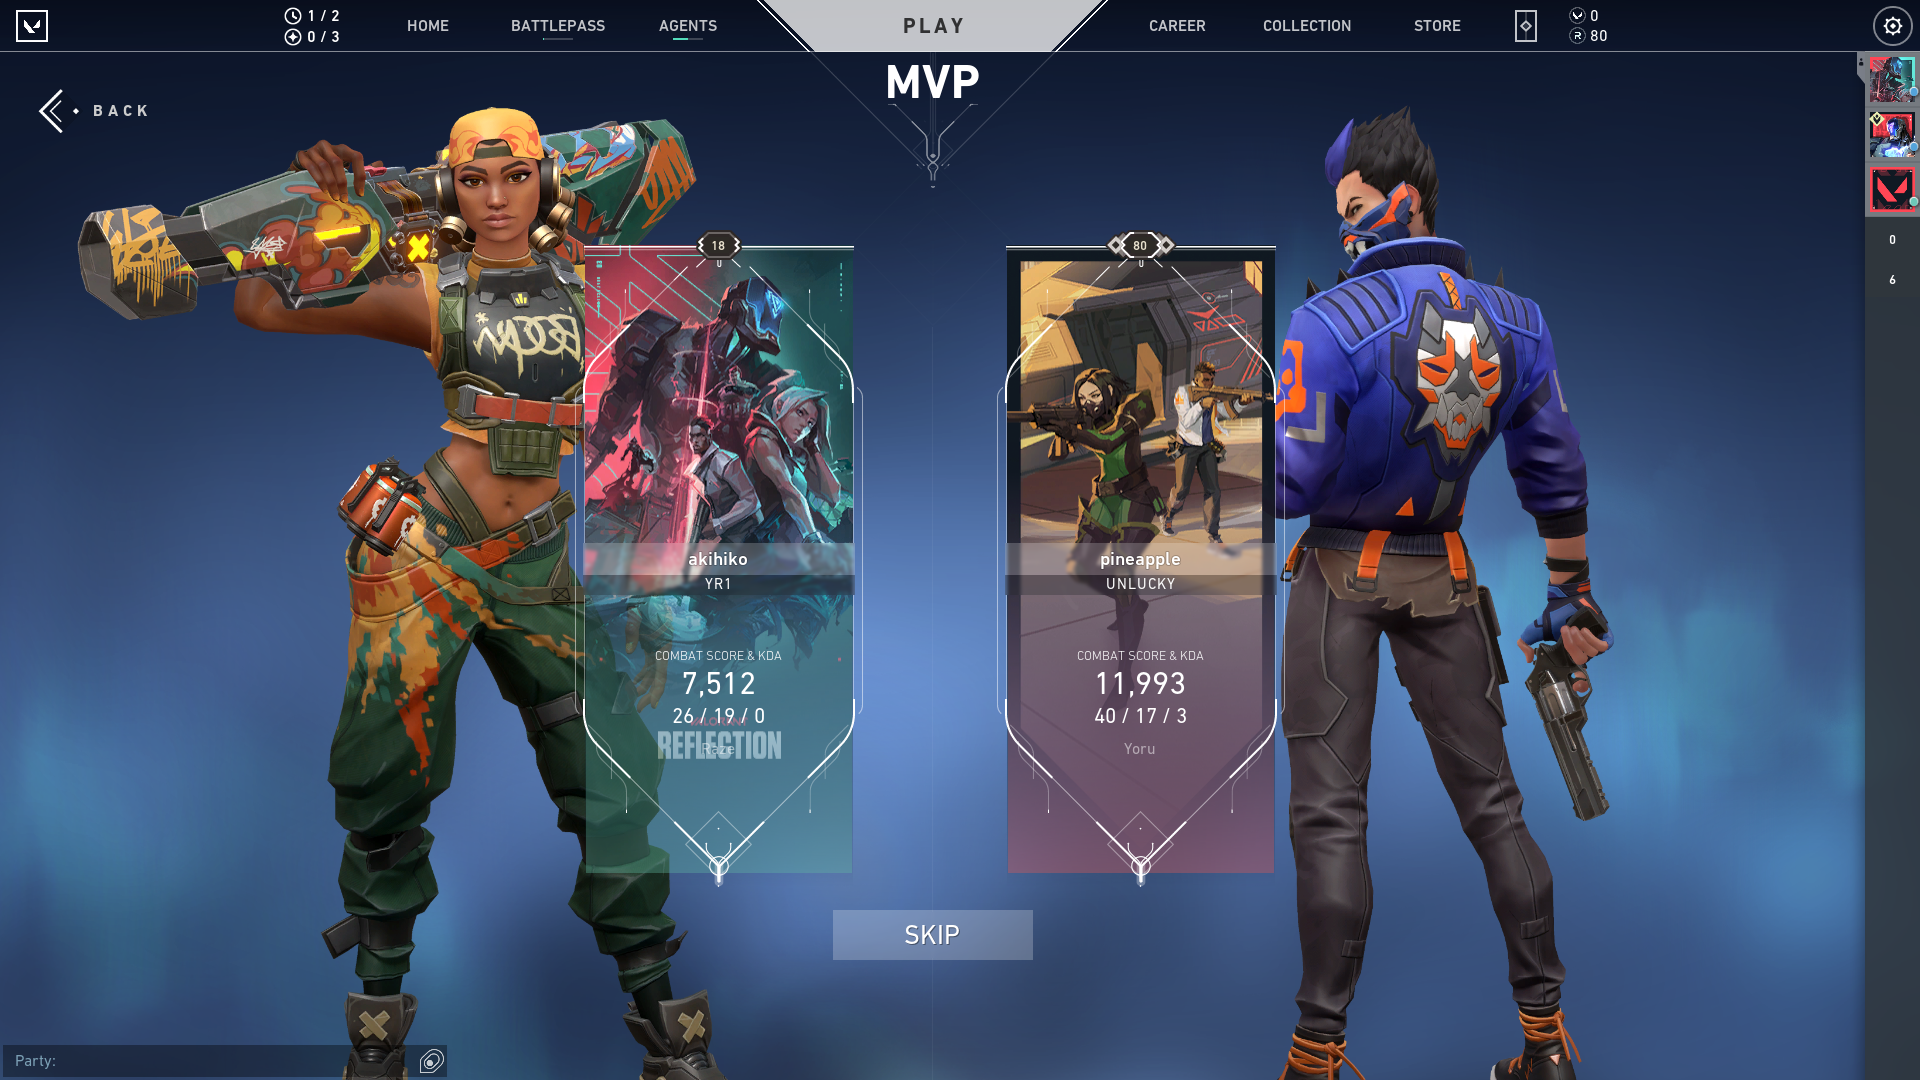 1 / 2
0 / 3
HOME
BATTLEPASS
AGENTS
PLAY
CAREER
COLLECTION
STORE
0
R 80
MVP
BACK
18
80
0
6
akihiko
YR1
COMBAT SCORE & KDA
7,512
26 / 19 / 0
VALORANT
REFLECTION
Raze
pineapple
UNLUCKY
COMBAT SCORE & KDA
11,993
40 / 17 / 3
Yoru
SKIP
Party: